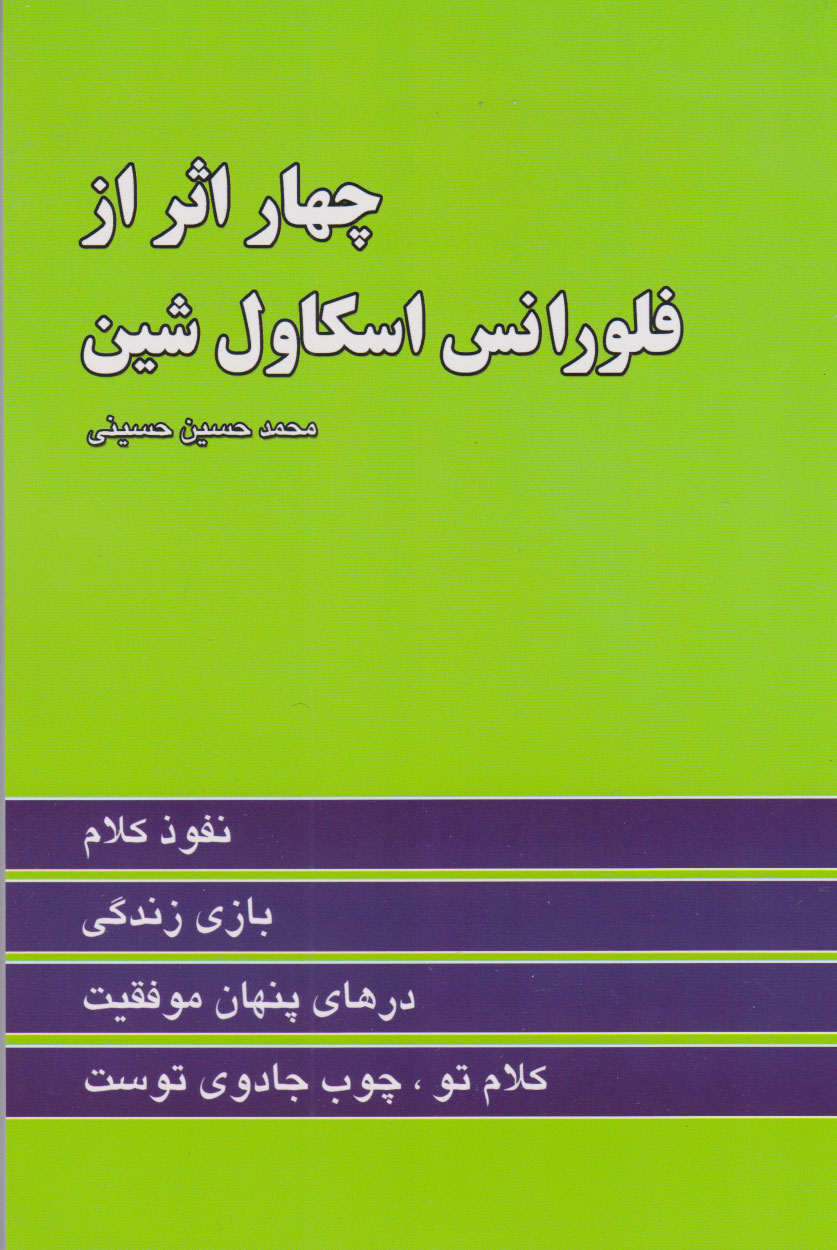 چهار اثر از
فلورانس اسکاول شین
محمد حسین حسینی
نفوذ کلام
بازی زندگی
درهای پنهان موفقیت
کلام تو ، چوب جادوی توست